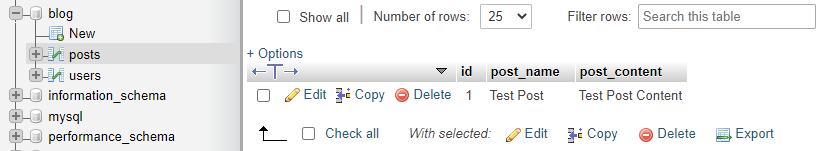 blog
New
posts
users
information_schema
mysql
performance_schema
Show all | Number of rows: 25 Filter rows: Search this table
+ Options
id post_name post_content
Edit Copy Delete 1 Test Post Test Post Content
Check all With selected: Edit Copy Delete Export